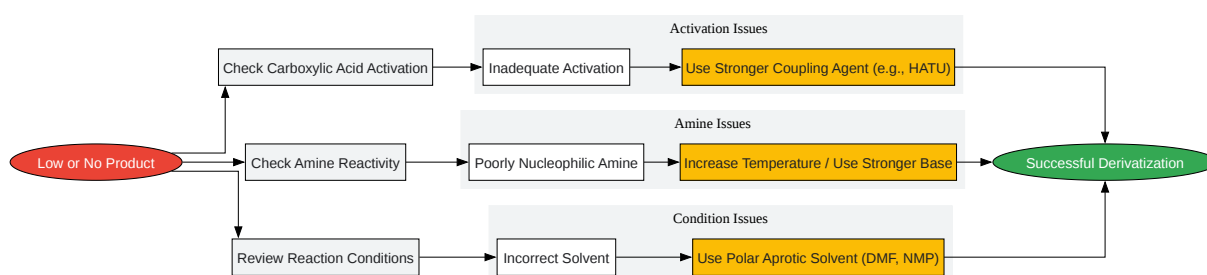 Activation Issues
Check Carboxylic Acid Activation
Inadequate Activation
Use Stronger Coupling Agent (e.g., HATU)
Amine Issues
Low or No Product
Check Amine Reactivity
Poorly Nucleophilic Amine
Increase Temperature / Use Stronger Base
Successful Derivatization
Condition Issues
Review Reaction Conditions
Incorrect Solvent
Use Polar Aprotic Solvent (DMF, NMP)